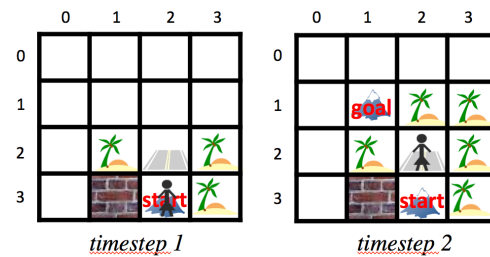 0 1 2 3 0 1 2 3
0 0
1 goal 1
2 2
3 start 3 start
timestep 1 timestep 2